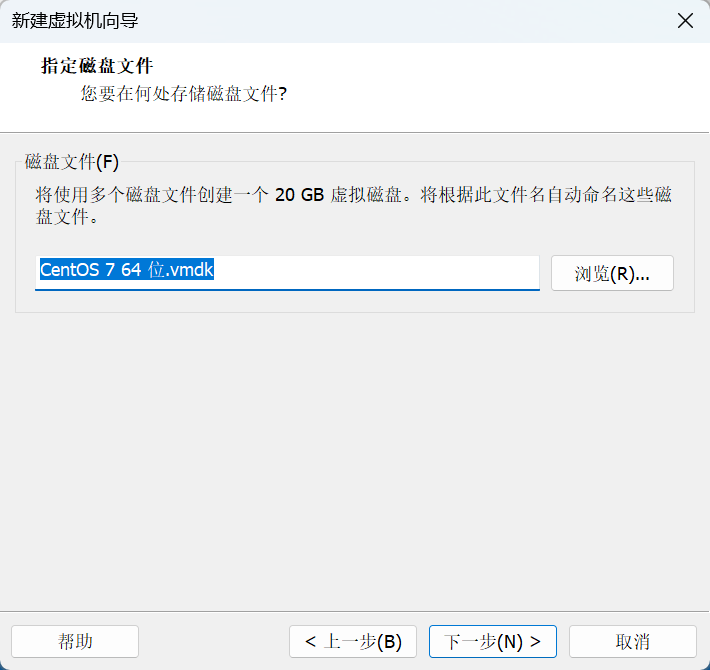 新建虚拟机向导
指定磁盘文件
您要在何处存储磁盘文件?
磁盘文件(F)
将使用多个磁盘文件创建一个 20 GB 虚拟磁盘。将根据此文件名自动命名这些磁
盘文件。
CentOS 7 64 位.vmdk
浏览(R)...
帮助
< 上一步(B)
下一步(N) >
取消